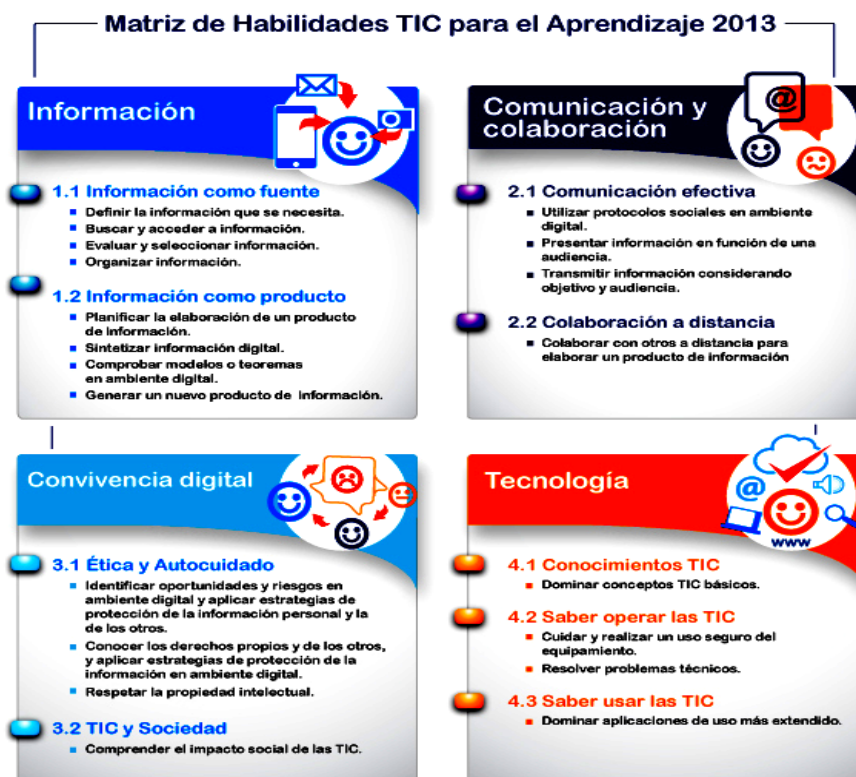 Matriz de Habilidades TIC para el Aprendizaje 2013
Información
1.1 Información como fuente
Definir la información que se necesita.
Buscar y acceder a información.
Evaluar y seleccionar información.
Organizar información.
1.2 Información como producto
Planificar la elaboración de un producto
de información.
Sintetizar información digital.
Comprobar modelos o teoremas
en ambiente digital.
Generar un nuevo producto de información.
Comunicación y
colaboración
@
2.1 Comunicación efectiva
Utilizar protocolos sociales en ambiente
digital.
Presentar información en función de una
audiencia.
Transmitir información considerando
objetivo y audiencia.
2.2 Colaboración a distancia
Colaborar con otros a distancia para
elaborar un producto de información
Convivencia digital
3.1 Ética y Autocuidado
Identificar oportunidades y riesgos en
ambiente digital y aplicar estrategias de
protección de la información personal y la
de los otros.
Conocer los derechos propios y de los otros,
y aplicar estrategias de protección de la
información en ambiente digital.
Respetar la propiedad intelectual.
3.2 TIC y Sociedad
Comprender el impacto social de las TIC.
Tecnología
@
www
4.1 Conocimientos TIC
Dominar conceptos TIC básicos.
4.2 Saber operar las TIC
Cuidar y realizar un uso seguro del
equipamiento.
Resolver problemas técnicos.
4.3 Saber usar las TIC
Dominar aplicaciones de uso más extendido.